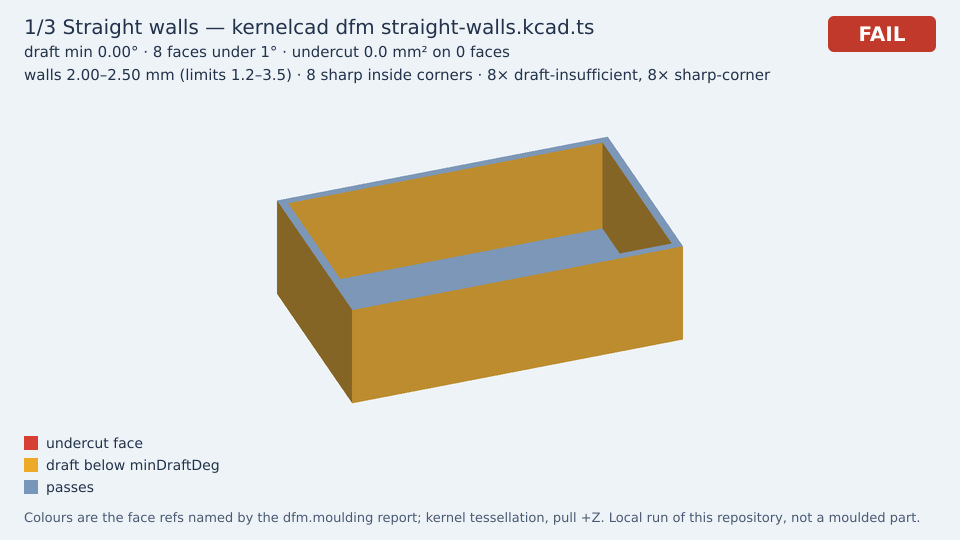 1/3 Straight walls — kernelcad dfm straight-walls.kcad.ts
FAIL
draft min 0.00° · 8 faces under 1° · undercut 0.0 mm² on 0 faces
walls 2.00–2.50 mm (limits 1.2–3.5) · 8 sharp inside corners · 8× draft-insufficient, 8× sharp-corner
undercut face
draft below minDraftDeg
passes
Colours are the face refs named by the dfm.moulding report; kernel tessellation, pull +Z. Local run of this repository, not a moulded part.